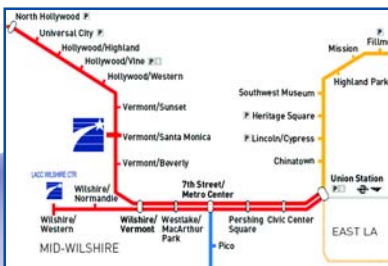 North Hollywood P
Universal City P
Hollywood/Highland
Hollywood/Vine P
Hollywood/Western
Vermont/Sunset
Vermont/Santa Monica
Vermont/Beverly
LACC WILSHIRE CTR
Wilshire/
Normandie
Wilshire/
Western
MID-WILSHIRE
Wilshire/
Vermont
Westlake/
MacArthur
Park
7th Street/
Metro Center
Pico
Pershing
Square
Civic Center
Union Station
P
EAST LA
Chinatown
P Lincoln/Cypress
P Heritage Square
Southwest Museum
Highland Park
Mission
P
Fillm